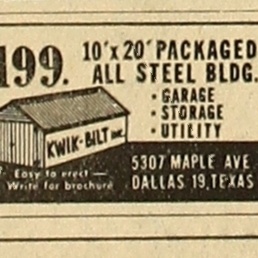 199. 10'x 20' PACKAGED
ALL STEEL BLDG.
• GARAGE
• STORAGE
• UTILITY
KWIK-BILT INC.
Easy to erect —
Write for brochure
5307 MAPLE AVE
DALLAS 19, TEXAS